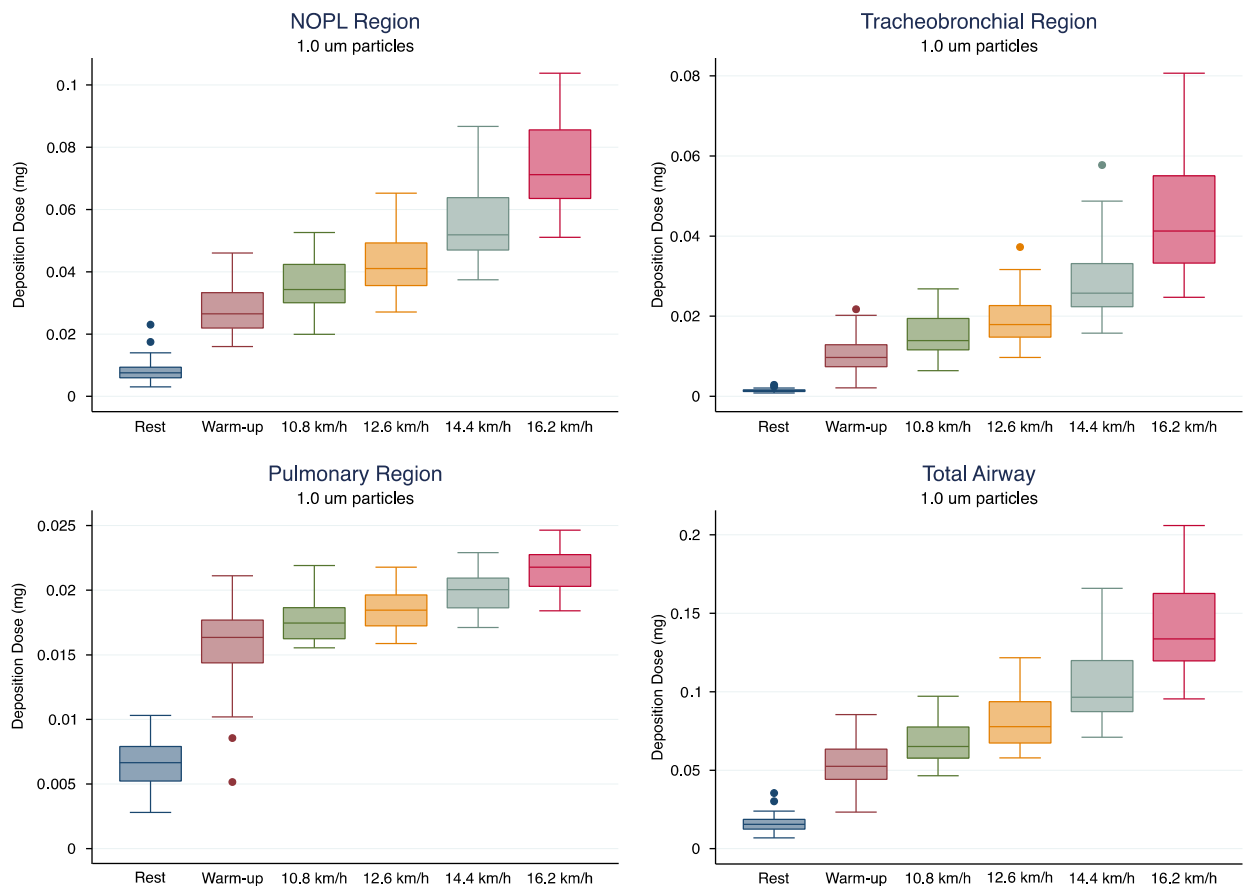 NOPL Region
1.0 um particles
Deposition Dose (mg)
0.1
0.08
0.06
0.04
0.02
0
Rest Warm-up 10.8 km/h 12.6 km/h 14.4 km/h 16.2 km/h
Tracheobronchial Region
1.0 um particles
Deposition Dose (mg)
0.08
0.06
0.04
0.02
0
Rest Warm-up 10.8 km/h 12.6 km/h 14.4 km/h 16.2 km/h
Pulmonary Region
1.0 um particles
Deposition Dose (mg)
0.025
0.02
0.015
0.01
0.005
0
Rest Warm-up 10.8 km/h 12.6 km/h 14.4 km/h 16.2 km/h
Total Airway
1.0 um particles
Deposition Dose (mg)
0.2
0.15
0.1
0.05
0
Rest Warm-up 10.8 km/h 12.6 km/h 14.4 km/h 16.2 km/h